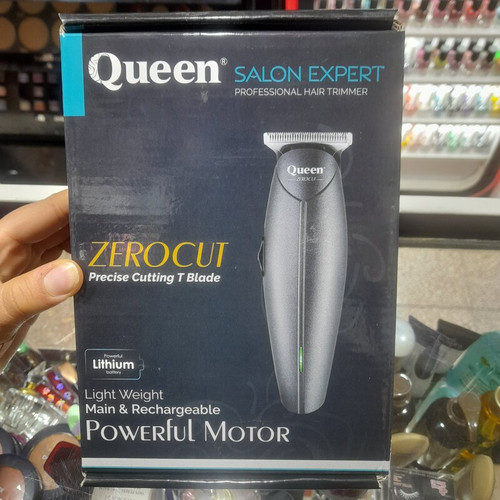 Queen®
SALON EXPERT
PROFESSIONAL HAIR TRIMMER
Queen
ZEROCUT
ZEROCUT
Precise Cutting T Blade
Powerful
Lithium
battery
Light Weight
Main & Rechargeable
POWERFUL MOTOR